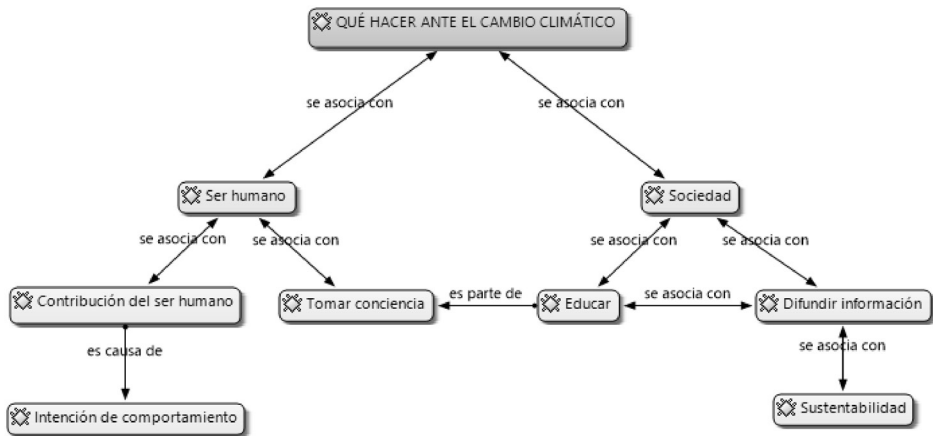 QUÉ HACER ANTE EL CAMBIO CLIMÁTICO
se asocia con
se asocia con
Ser humano
Sociedad
se asocia con
se asocia con
se asocia con
se asocia con
Contribución del ser humano
Tomar conciencia
es parte de
Educar
se asocia con
Difundir información
es causa de
se asocia con
Intención de comportamiento
Sustentabilidad